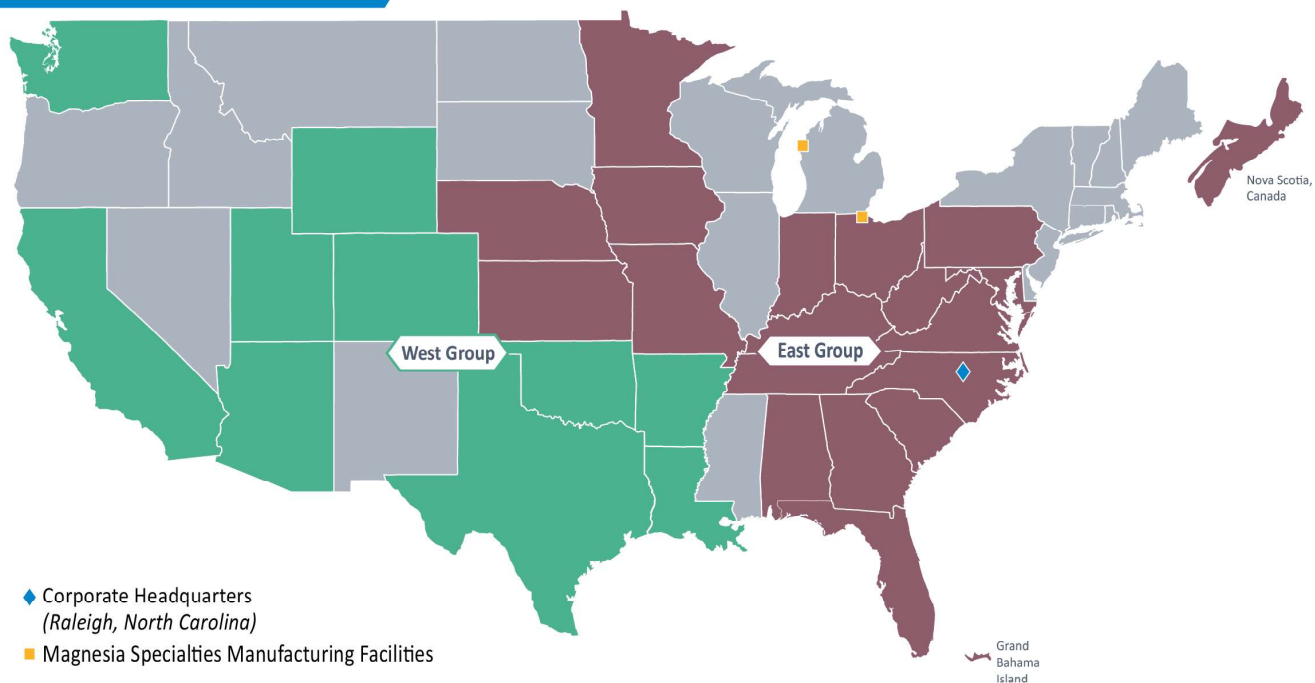 Nova Scotia,
Canada
West Group
East Group
Corporate Headquarters
(Raleigh, North Carolina)
Magnesia Specialties Manufacturing Facilities
Grand
Bahama
Island